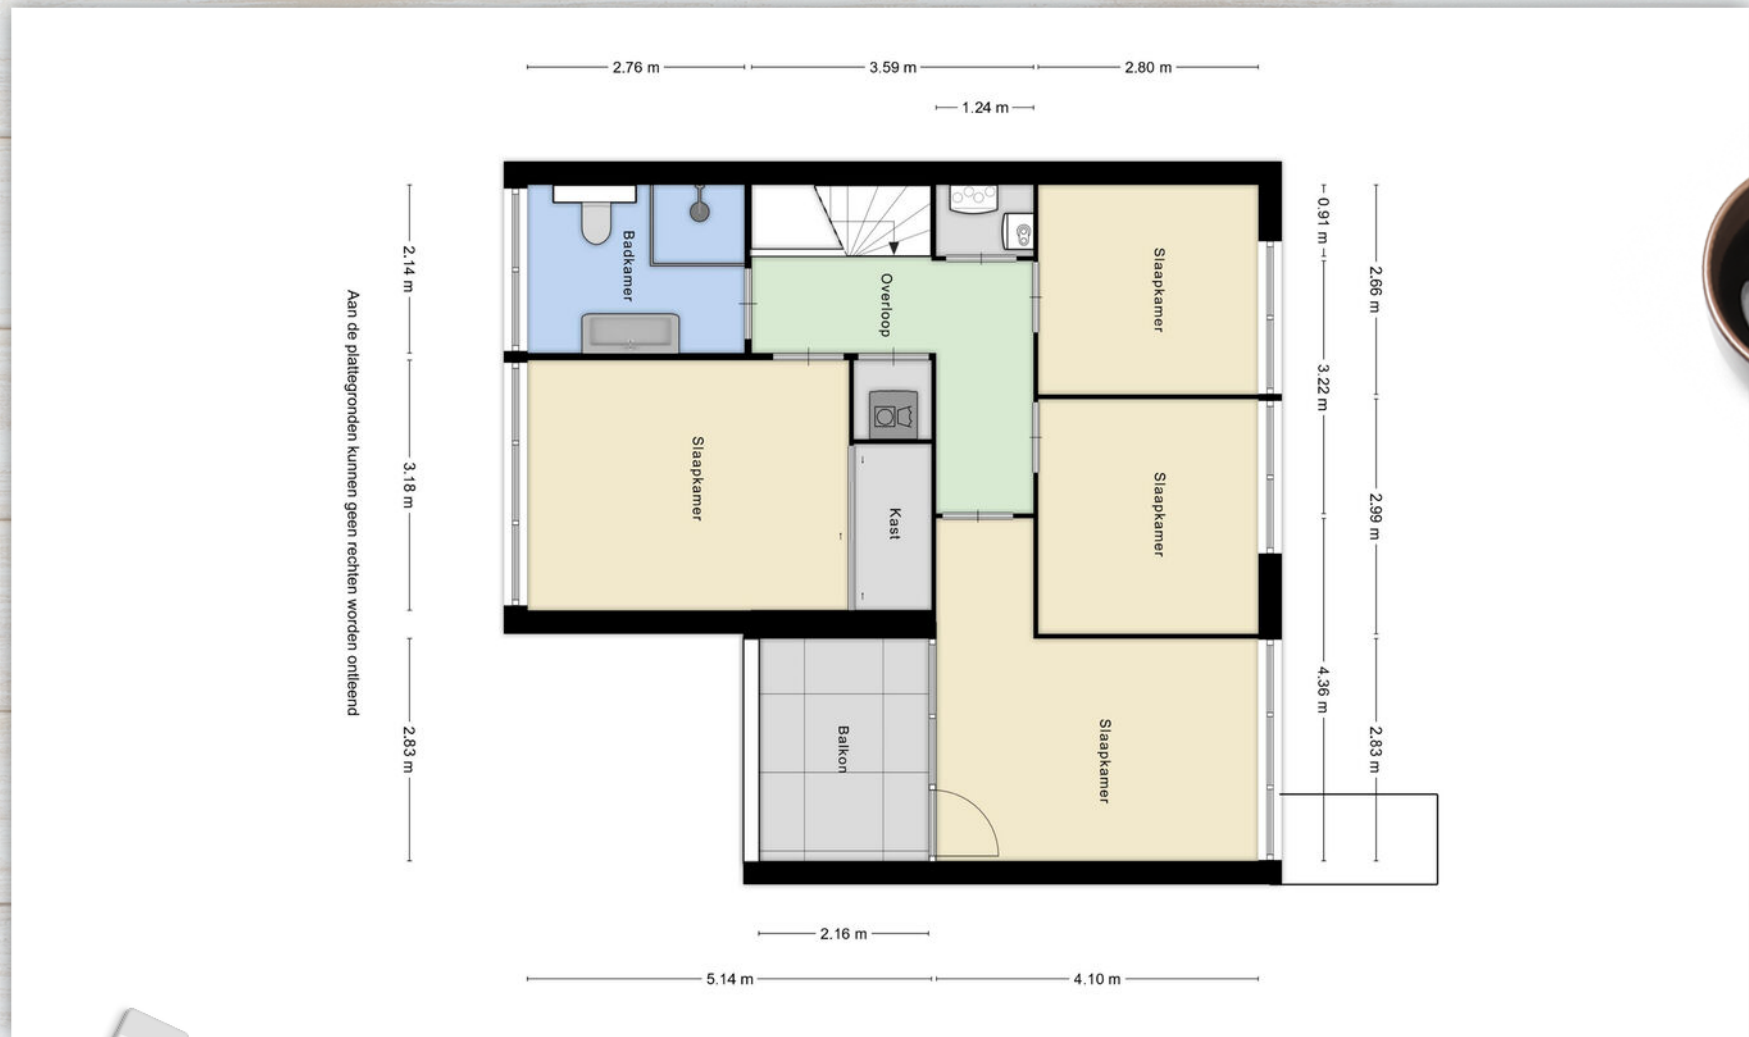 2.76 m
3.59 m
2.80 m
1.24 m
Badkamer
Overloop
Slaapkamer
Slaapkamer
Kast
Slaapkamer
Balkon
Slaapkamer
2.14 m
3.18 m
2.83 m
0.91 m
3.22 m
4.36 m
2.66 m
2.99 m
2.83 m
Aan de plattegronden kunnen geen rechten worden ontleend
2.16 m
5.14 m
4.10 m